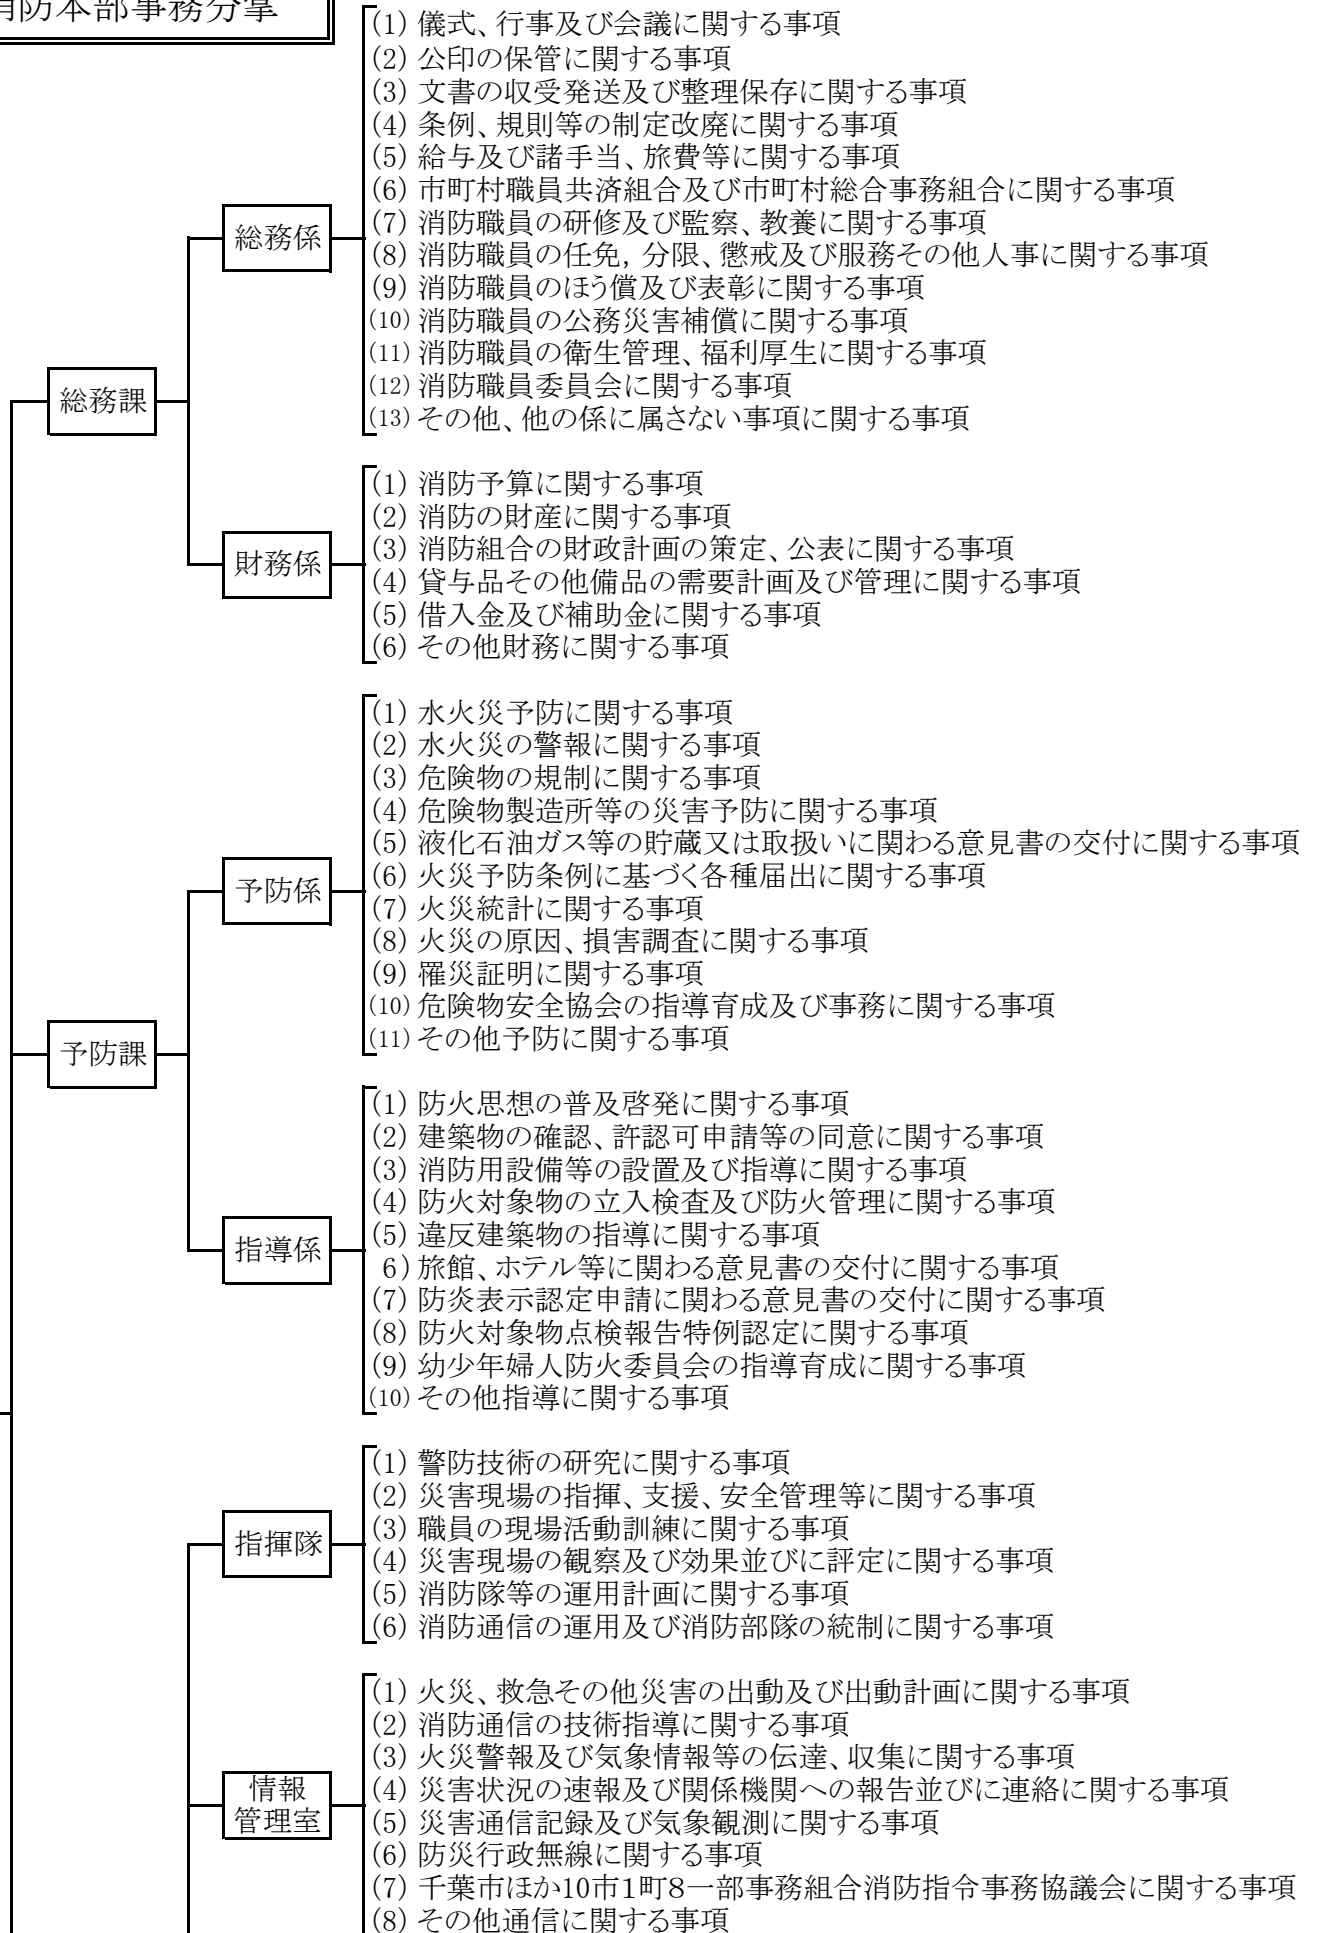 消防本部事務分掌
(1) 儀式、行事及び会議に関する事項
(2) 公印の保管に関する事項
(3) 文書の収受発送及び整理保存に関する事項
(4) 条例、規則等の制定改廃に関する事項
(5) 給与及び諸手当、旅費等に関する事項
(6) 市町村職員共済組合及び市町村総合事務組合に関する事項
(7) 消防職員の研修及び監察、教養に関する事項
総務係
(8) 消防職員の任免, 分限、懲戒及び服務その他人事に関する事項
(9) 消防職員のほう償及び表彰に関する事項
(10) 消防職員の公務災害補償に関する事項
(11) 消防職員の衛生管理、福利厚生に関する事項
(12) 消防職員委員会に関する事項
総務課
(13) その他、他の係に属さない事項に関する事項
(1) 消防予算に関する事項
(2) 消防の財産に関する事項
(3) 消防組合の財政計画の策定、公表に関する事項
財務係
(4) 貸与品その他備品の需要計画及び管理に関する事項
(5) 借入金及び補助金に関する事項
(6) その他財務に関する事項
(1) 水火災予防に関する事項
(2) 水火災の警報に関する事項
(3) 危険物の規制に関する事項
(4) 危険物製造所等の災害予防に関する事項
(5) 液化石油ガス等の貯蔵又は取扱いに関わる意見書の交付に関する事項
(6) 火災予防条例に基づく各種届出に関する事項
予防係
(7) 火災統計に関する事項
(8) 火災の原因、損害調査に関する事項
(9) 罹災証明に関する事項
(10) 危険物安全協会の指導育成及び事務に関する事項
(11) その他予防に関する事項
予防課
(1) 防火思想の普及啓発に関する事項
(2) 建築物の確認、許認可申請等の同意に関する事項
(3) 消防用設備等の設置及び指導に関する事項
(4) 防火対象物の立入検査及び防火管理に関する事項
(5) 違反建築物の指導に関する事項
指導係
6) 旅館、ホテル等に関わる意見書の交付に関する事項
(7) 防炎表示認定申請に関わる意見書の交付に関する事項
(8) 防火対象物点検報告特例認定に関する事項
(9) 幼少年婦人防火委員会の指導育成に関する事項
(10) その他指導に関する事項
(1) 警防技術の研究に関する事項
(2) 災害現場の指揮、支援、安全管理等に関する事項
(3) 職員の現場活動訓練に関する事項
指揮隊
(4) 災害現場の観察及び効果並びに評定に関する事項
(5) 消防隊等の運用計画に関する事項
(6) 消防通信の運用及び消防部隊の統制に関する事項
(1) 火災、救急その他災害の出動及び出動計画に関する事項
(2) 消防通信の技術指導に関する事項
(3) 火災警報及び気象情報等の伝達、収集に関する事項
情報
管理室
(4) 災害状況の速報及び関係機関への報告並びに連絡に関する事項
(5) 災害通信記録及び気象観測に関する事項
(6) 防災行政無線に関する事項
(7) 千葉市ほか10市1町8一部事務組合消防指令事務協議会に関する事項
(8) その他通信に関する事項